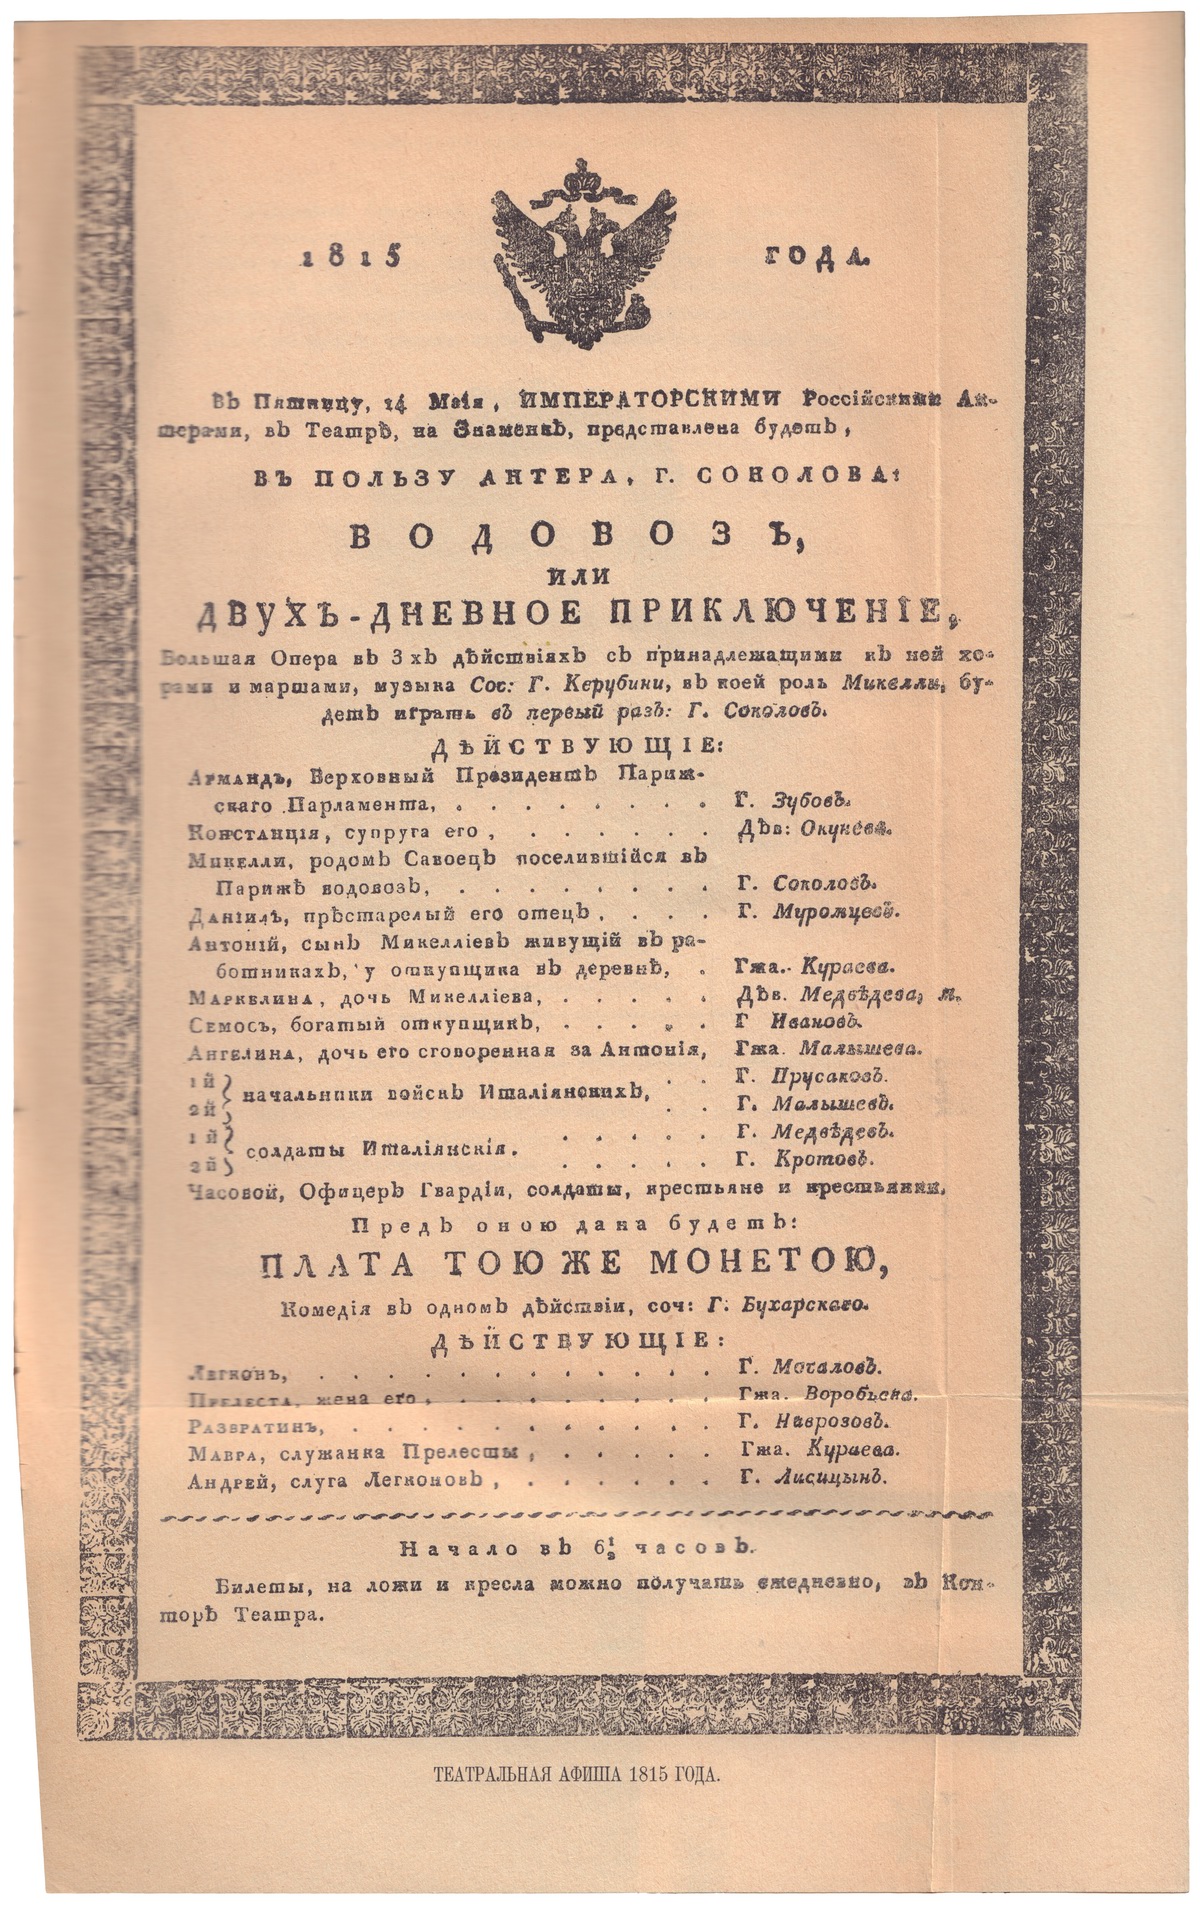 1815 ГОДА.
Въ Пятницу, 14 Маія, ИМПЕРАТОРСКИМИ Россійскими Ак-
терами, въ Театрѣ, на Знаменкѣ, представлена будетъ,
ВЪ ПОЛЬЗУ АКТЕРА, Г. СОКОЛОВА:
ВОДОВОЗЪ,
ИЛИ
ДВУХЪ-ДНЕВНОЕ ПРИКЛЮЧЕНІЕ,
Большая Опера въ 3 хъ дѣйствіяхъ съ принадлежащими къ ней хо-
рами и маршами, музыка Соч: Г. Керубини, въ коей роль Микелли, бу-
детъ играть въ первый разъ: Г. Соколовъ.
ДѢЙСТВУЮЩІЕ:
Армандъ, Верховный Президентъ Париж-
скаго Парламента, . . . . . . . . . Г. Зубовъ.
Констанція, супруга его, . . . . . . . Дѣв: Окунева.
Микелли, родомъ Савоецъ поселившійся въ
Парижѣ водовозъ, . . . . . . . . . Г. Соколовъ.
Даніилъ, прѣстарелый его отецъ, . . . . Г. Муромцевъ.
Антоній, сынъ Микелліевъ живущій въ ра-
ботникахъ, у откупщика въ деревнѣ, . Гжа. Кураева.
Маркелина, дочь Микелліева, . . . . . Дѣв. Медвѣдева, м.
Семосъ, богатый откупщикъ, . . . . . Г Ивановъ.
Ангелина, дочь его сговоренная за Антонія, Гжа. Малышева.
1й } начальники войскъ Италіянскихъ, . . Г. Прусаковъ.
2й } . . Г. Малышевъ.
1й } солдаты Италіянскія. . . . . . Г. Медвѣдевъ.
2й } . . . . . Г. Кротовъ.
Часовой, Офицеръ Гвардіи, солдаты, крестьяне и крестьянки.
Предъ оною дана будетъ:
ПЛАТА ТОЮ ЖЕ МОНЕТОЮ,
Комедія въ одномъ дѣйствіи, соч: Г. Бухарскаго.
ДѢЙСТВУЮЩІЕ:
Легконъ, . . . . . . . . . . . . Г. Мочаловъ.
Прелеста, жена его, . . . . . . . . . Гжа. Воробьева.
Развратинъ, . . . . . . . . . . . Г. Наврозовъ.
Мавра, служанка Прелесты, . . . . . . Гжа. Кураева.
Андрей, слуга Легконовъ, . . . . . . . Г. Лисицынъ.
Начало въ 6½ часовъ.
Билеты, на ложи и кресла можно получать ежедневно, въ Кон-
торѣ Театра.
ТЕАТРАЛЬНАЯ АФИША 1815 ГОДА.